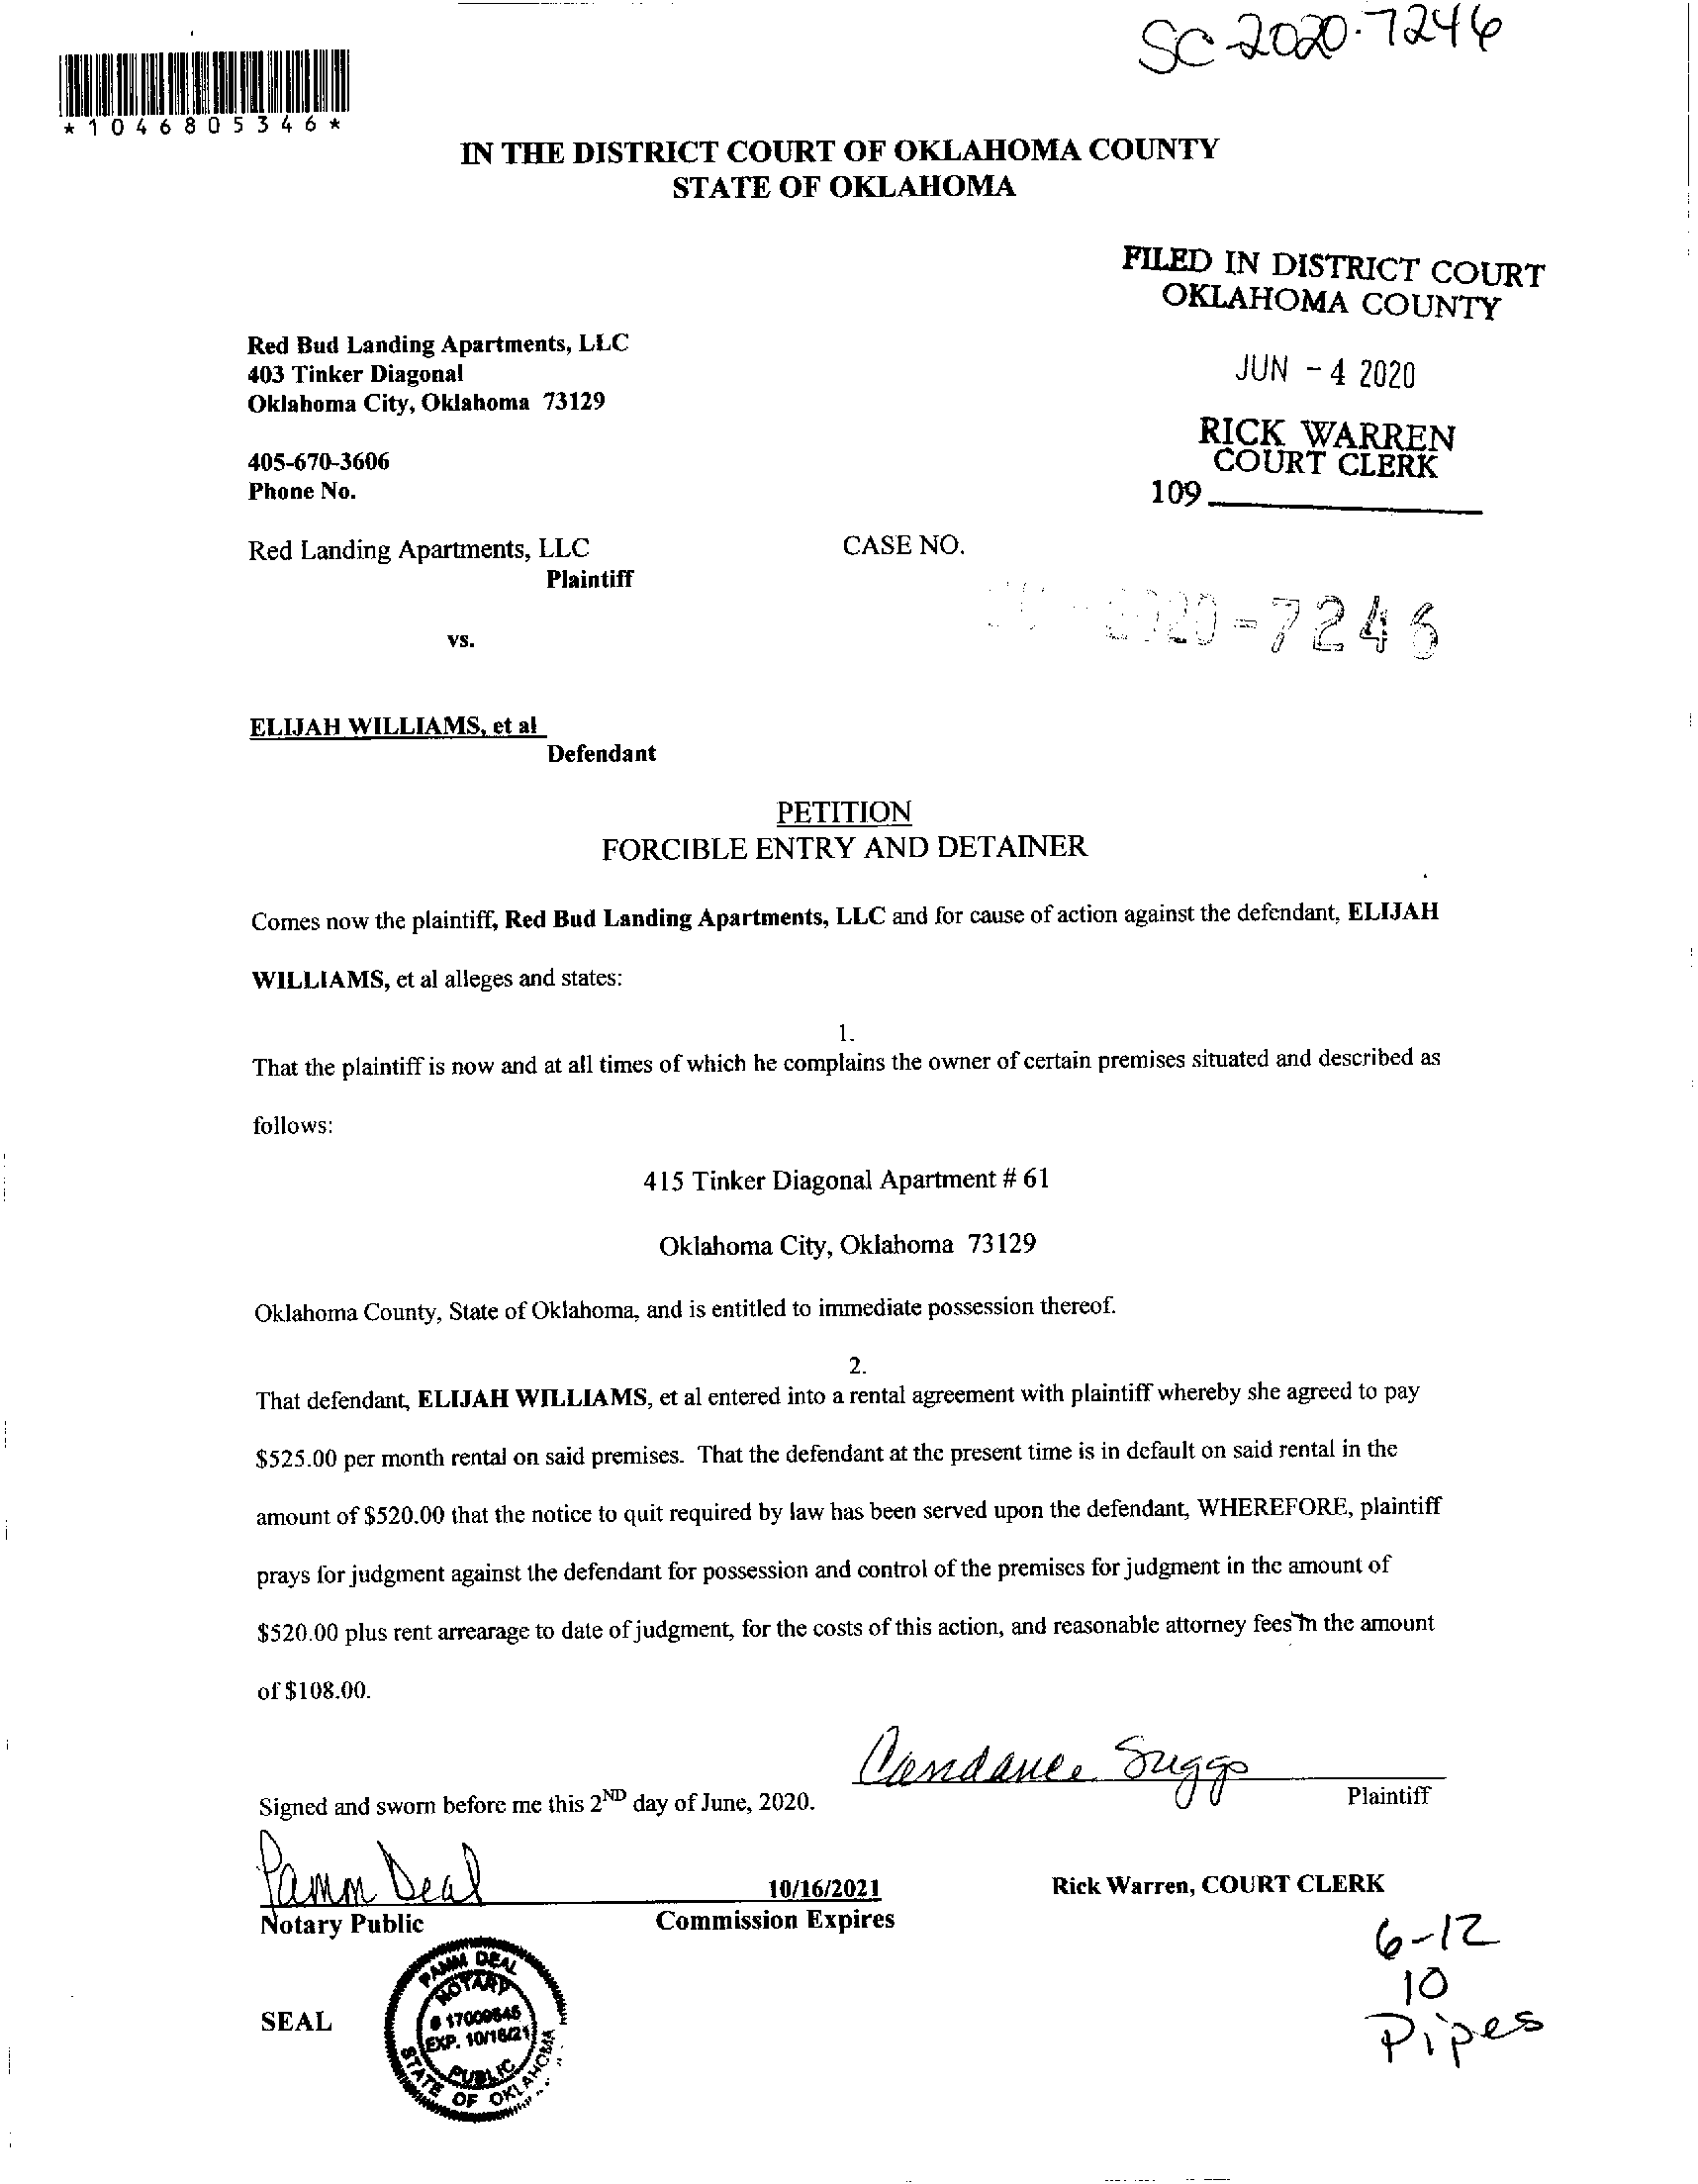 SC-2020-7246
*1046805346*
IN THE DISTRICT COURT OF OKLAHOMA COUNTY
STATE OF OKLAHOMA
FILED IN DISTRICT COURT
OKLAHOMA COUNTY
JUN - 4 2020
RICK WARREN
COURT CLERK
109
Red Bud Landing Apartments, LLC
403 Tinker Diagonal
Oklahoma City, Oklahoma 73129
405-670-3606
Phone No.
Red Landing Apartments, LLC
Plaintiff
CASE NO.
2020-7246
vs.
ELIJAH WILLIAMS, et al
Defendant
PETITION
FORCIBLE ENTRY AND DETAINER
Comes now the plaintiff, Red Bud Landing Apartments, LLC and for cause of action against the defendant, ELIJAH
WILLIAMS, et al alleges and states:
1.
That the plaintiff is now and at all times of which he complains the owner of certain premises situated and described as
follows:
415 Tinker Diagonal Apartment # 61
Oklahoma City, Oklahoma 73129
Oklahoma County, State of Oklahoma, and is entitled to immediate possession thereof.
2.
That defendant, ELIJAH WILLIAMS, et al entered into a rental agreement with plaintiff whereby she agreed to pay
$525.00 per month rental on said premises. That the defendant at the present time is in default on said rental in the
amount of $520.00 that the notice to quit required by law has been served upon the defendant, WHEREFORE, plaintiff
prays for judgment against the defendant for possession and control of the premises for judgment in the amount of
$520.00 plus rent arrearage to date of judgment, for the costs of this action, and reasonable attorney fees in the amount
of $108.00.
Candance Suggs
Plaintiff
Signed and sworn before me this 2ND day of June, 2020.
Pamm Deal
Notary Public
10/16/2021
Commission Expires
Rick Warren, COURT CLERK
6-12
10
Pipes
SEAL
PAMM DEAL
NOTARY
# 17009545
EXP. 10/16/21
PUBLIC
STATE OF OKLAHOMA